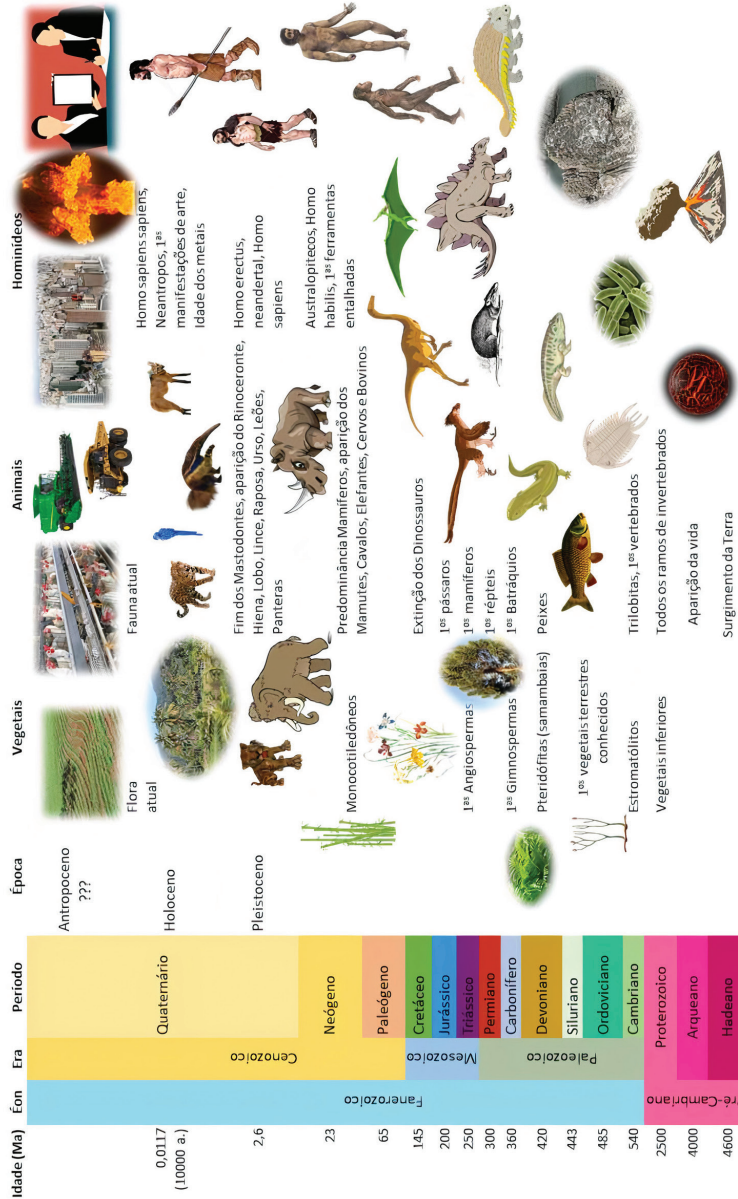 Idade (Ma)
Éon
Era
Período
Época
Vegetais
Animais
Hominídeos
0,0117
(10000 a.)
2,6
23
65
145
200
250
300
360
420
443
485
540
2500
4000
4600
Fanerozoico
Pré-Cambriano
Cenozoico
Mesozoico
Paleozoico
Quaternário
Neógeno
Paleógeno
Cretáceo
Jurássico
Triássico
Permiano
Carbonífero
Devoniano
Siluriano
Ordoviciano
Cambriano
Proterozoico
Arqueano
Hadeano
Antropoceno
???
Holoceno
Pleistoceno
Flora
atual
Monocotiledôneos
1ªs Angiospermas
1ªs Gimnospermas
Pteridófitas (samambaias)
1ºs vegetais terrestres
conhecidos
Estromatólitos
Vegetais inferiores
Fauna atual
Fim dos Mastodontes, aparição do Rinoceronte,
Hiena, Lobo, Lince, Raposa, Urso, Leões,
Panteras
Predominância Mamíferos, aparição dos
Mamutes, Cavalos, Elefantes, Cervos e Bovinos
Extinção dos Dinossauros
1ºs pássaros
1ºs mamíferos
1ºs répteis
1ºs Batráquios
Peixes
Trilobitas, 1ºs vertebrados
Todos os ramos de invertebrados
Aparição da vida
Surgimento da Terra
Homo sapiens sapiens,
Neantropos, 1ªs
manifestações de arte,
Idade dos metais
Homo erectus,
neandertal, Homo
sapiens
Australopitecos, Homo
habilis, 1ªs ferramentas
entalhadas